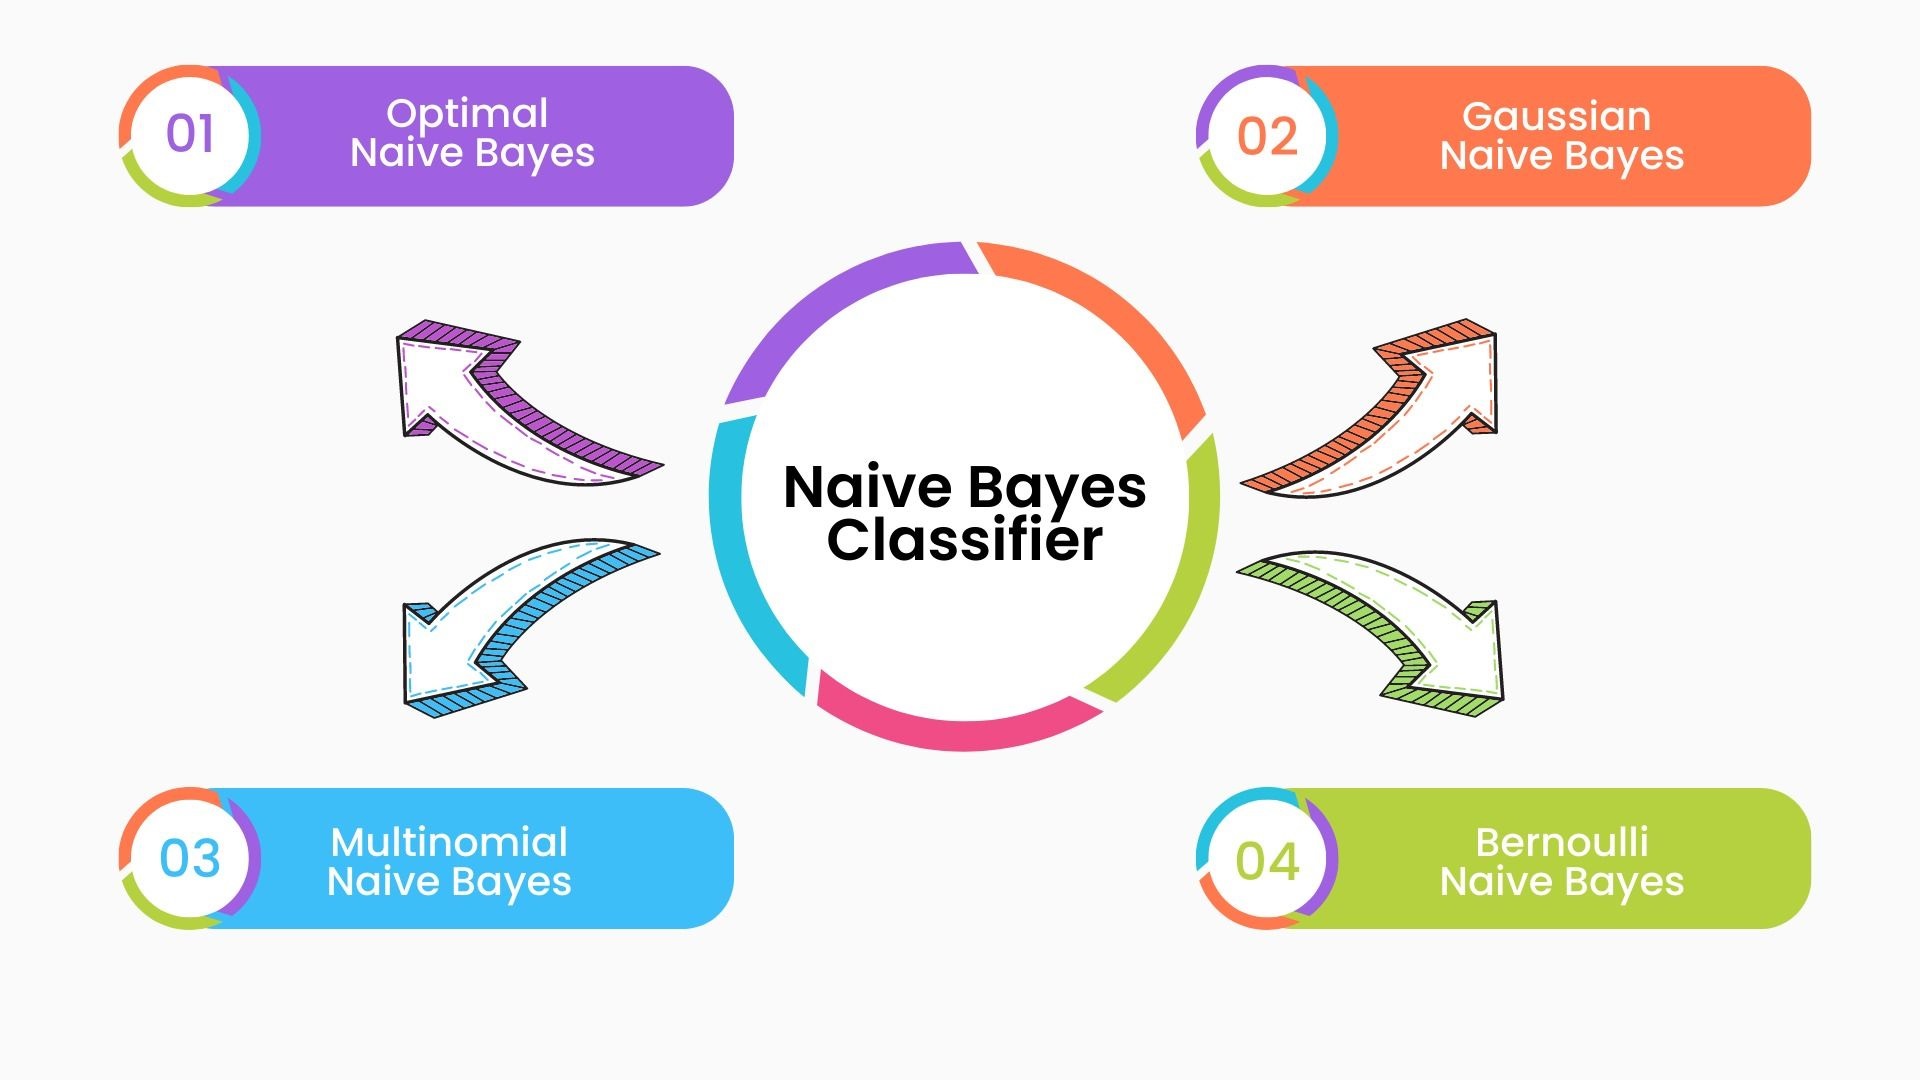 01
Optimal
Naive Bayes
02
Gaussian
Naive Bayes
Naive Bayes
Classifier
03
Multinomial
Naive Bayes
04
Bernoulli
Naive Bayes